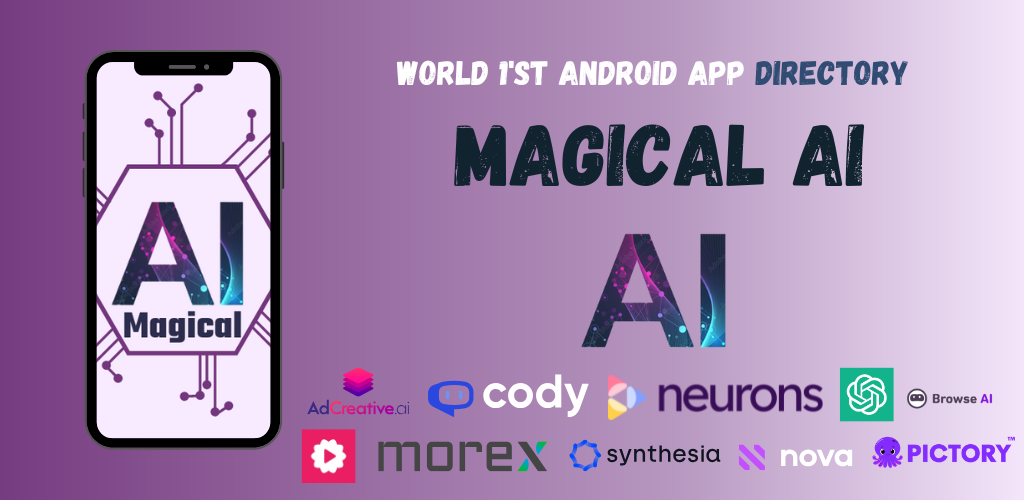 WORLD 1'ST ANDROID APP DIRECTORY
MAGICAL AI
AI
Magical
AI
AdCreative.ai
cody
neurons
Browse AI
morex
synthesia
nova
PICTORY™